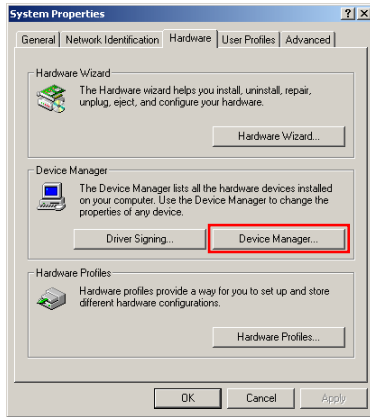 System Properties
General Network Identification Hardware User Profiles Advanced
Hardware Wizard
The Hardware wizard helps you install, uninstall, repair,
unplug, eject, and configure your hardware.
Hardware Wizard...
Device Manager
The Device Manager lists all the hardware devices installed
on your computer. Use the Device Manager to change the
properties of any device.
Driver Signing... Device Manager...
Hardware Profiles
Hardware profiles provide a way for you to set up and store
different hardware configurations.
Hardware Profiles...
OK Cancel Apply